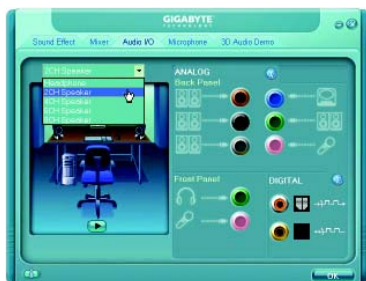 GIGABYTE
TECHNOLOGY
Sound Effect Mixer Audio I/O Microphone 3D Audio Demo
2CH Speaker
Headphone
2CH Speaker
4CH Speaker
6CH Speaker
8CH Speaker
ANALOG
Back Panel
Front Panel
DIGITAL
OK